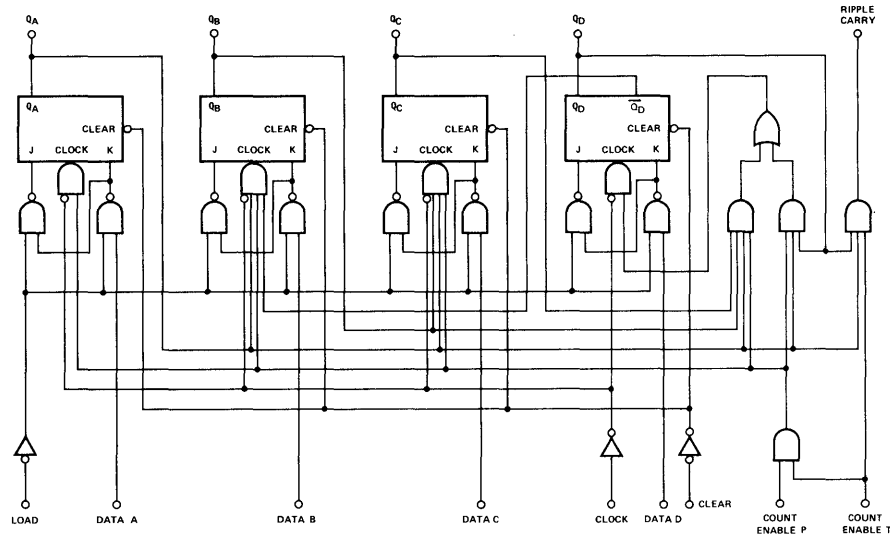 RIPPLE
CARRY
QA QB QC QD
QA QB QC QD Q̅D̅
CLEAR CLEAR CLEAR CLEAR
J CLOCK K J CLOCK K J CLOCK K J CLOCK K
LOAD DATA A DATA B DATA C CLOCK DATA D CLEAR COUNT ENABLE P COUNT ENABLE T